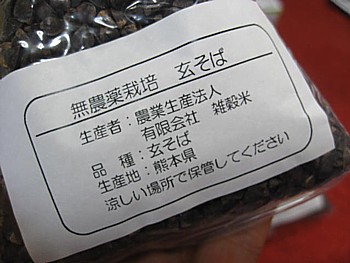 無農薬栽培 玄そば
生産者:農業生産法人
有限会社 雑穀米
品 種:玄そば
生産地:熊本県
涼しい場所で保管してください